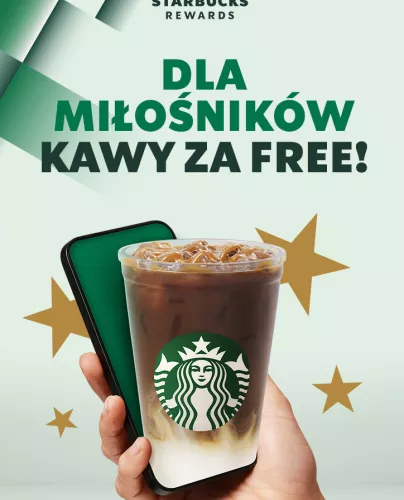 STARBUCKS
REWARDS
DLA
MIŁOŚNIKÓW
KAWY ZA FREE!